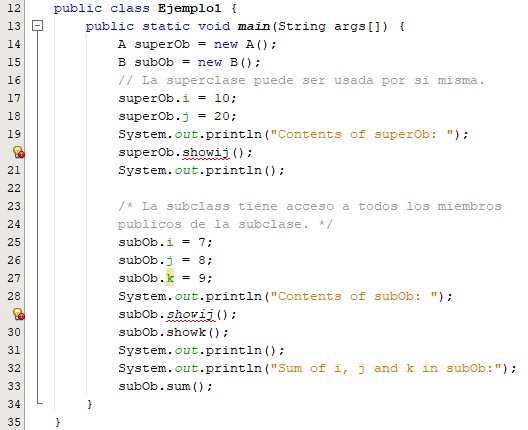 12 public class Ejemplo1 {
13 public static void main(String args[]) {
14 A superOb = new A();
15 B subOb = new B();
16 // La superclase puede ser usada por si misma.
17 superOb.i = 10;
18 superOb.j = 20;
19 System.out.println("Contents of superOb: ");
superOb.showij();
21 System.out.println();
22
23 /* La subclass tiene acceso a todos los miembros
24 publicos de la subclase. */
25 subOb.i = 7;
26 subOb.j = 8;
27 subOb.k = 9;
28 System.out.println("Contents of subOb: ");
subOb.showij();
30 subOb.showk();
31 System.out.println();
32 System.out.println("Sum of i, j and k in subOb:");
33 subOb.sum();
34 }
35 }